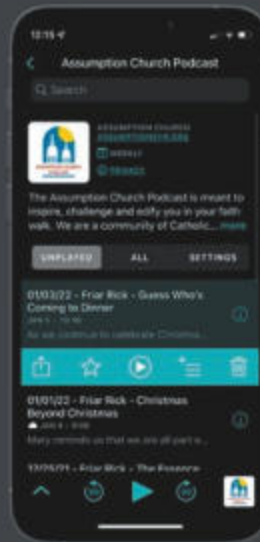 12:15
Assumption Church Podcast
Search
ASSUMPTION CHURCH
WEEKLY
PRIVACY
The Assumption Church Podcast is meant to
inspire, challenge and edify you in your faith
walk. We are a community of Catholic... more
UNPLAYED
ALL
SETTINGS
01/03/22 - Friar Rick - Guess Who's
Coming to Dinner
As we continue to celebrate Christma...
01/01/22 - Friar Rick - Christmas
Beyond Christmas
Mary reminds us that we are all part o...
12/25/21 - Friar Rick - The Essence